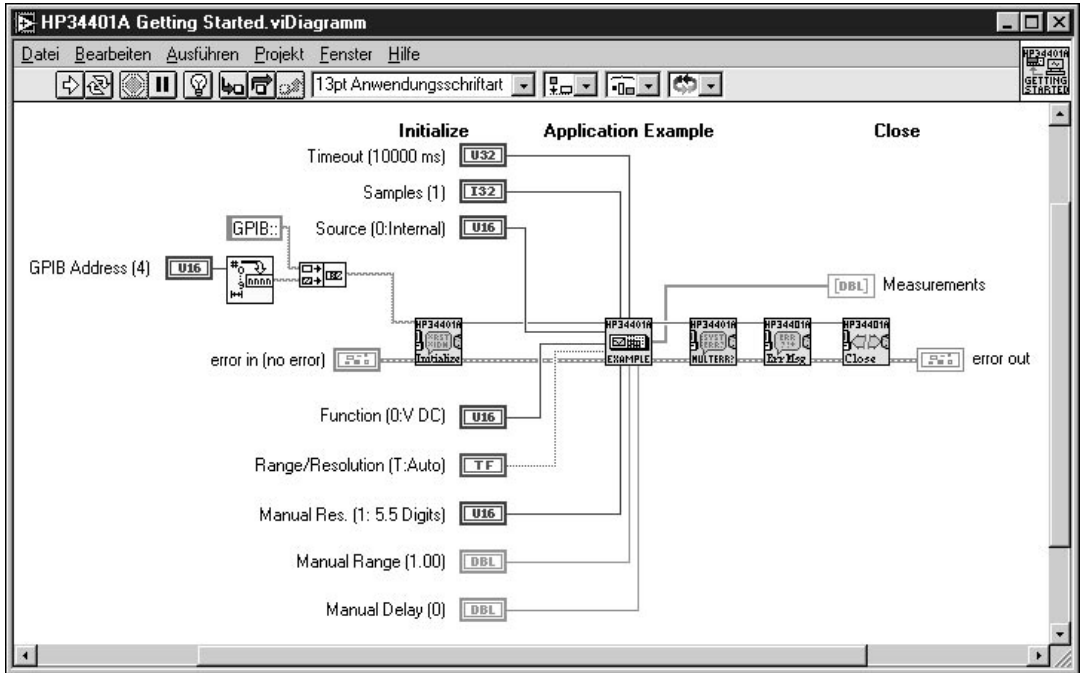 HP34401A Getting Started.viDiagramm
Datei Bearbeiten Ausführen Projekt Fenster Hilfe
13pt Anwendungsschriftart
HP34401A
GETTING
STARTED
Initialize Application Example Close
Timeout (10000 ms) U32
Samples (1) I32
GPIB:: Source (0:Internal) U16
GPIB Address (4) U16
[DBL] Measurements
HP34401A HP34401A HP34401A HP34401A HP34401A
error in (no error) Initialize EXAMPLE MULTERR? Err Msg Close error out
Function (0:V DC) U16
Range/Resolution (T:Auto) TF
Manual Res. (1: 5.5 Digits) U16
Manual Range (1.00) DBL
Manual Delay (0) DBL